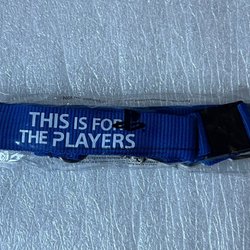 THIS IS FOR
THE PLAYERS